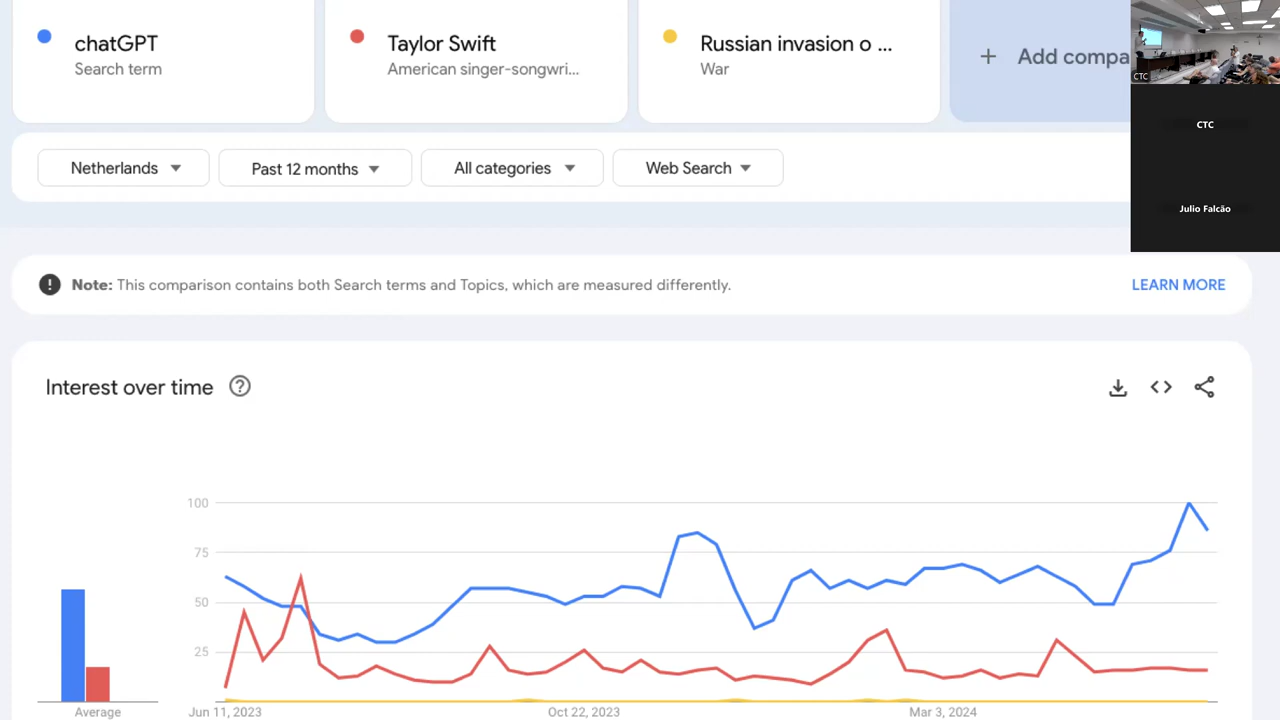 chatGPT
Search term
Taylor Swift
American singer-songwri...
Russian invasion o ...
War
+ Add compa
CTC
CTC
Julio Falcão
Netherlands
Past 12 months
All categories
Web Search
Note: This comparison contains both Search terms and Topics, which are measured differently.
LEARN MORE
Interest over time
100
75
50
25
Average
Jun 11, 2023
Oct 22, 2023
Mar 3, 2024